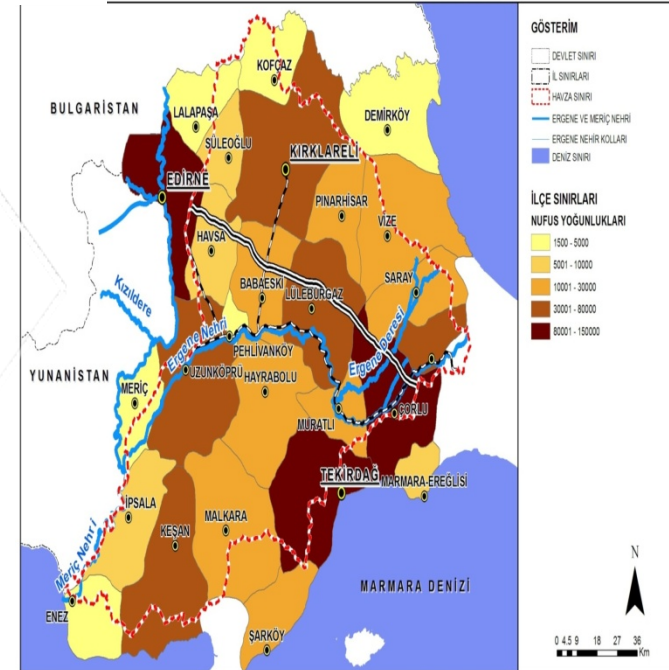 GÖSTERİM
DEVLET SINIRI
İL SINIRLARI
HAVZA SINIRI
ERGENE VE MERİÇ NEHRİ
ERGENE NEHİR KOLLARI
DENİZ SINIRI
İLÇE SINIRLARI
NUFUS YOĞUNLUKLARI
1500 - 5000
5001 - 10000
10001 - 30000
30001 - 80000
80001 - 150000
BULGARİSTAN
KOFÇAZ
LALAPAŞA
DEMİRKÖY
SÜLEOĞLU
KIRKLARELİ
EDİRNE
PINARHİSAR
VİZE
HAVSA
Kızıldere
BABAESKİ
LÜLEBURGAZ
SARAY
Ergene Nehri
Ergene Deresi
PEHLİVANKÖY
YUNANİSTAN
UZUNKÖPRÜ
HAYRABOLU
MERİÇ
MURATLI
ÇORLU
TEKİRDAĞ
MARMARA-EREĞLİSİ
İPSALA
MALKARA
KEŞAN
Meriç Nehri
MARMARA DENİZİ
ENEZ
ŞARKÖY
N
0 4.5 9 18 27 36
Km